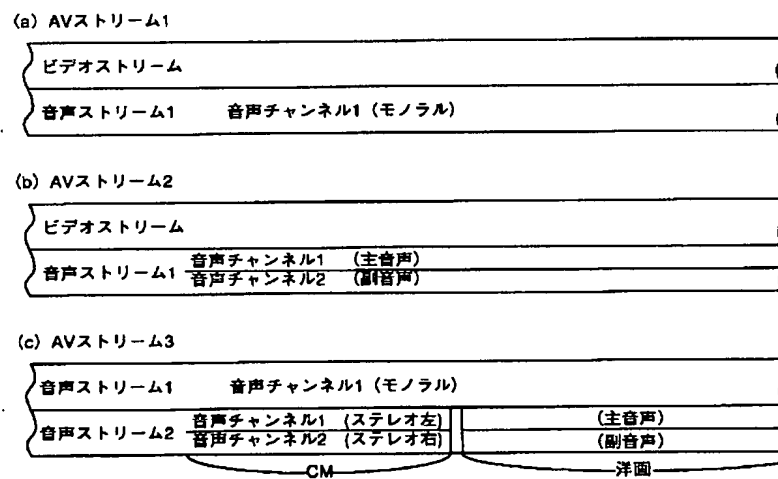 (a) AVストリーム1
ビデオストリーム
音声ストリーム1 音声チャンネル1 (モノラル)
(b) AVストリーム2
ビデオストリーム
音声ストリーム1
音声チャンネル1 (主音声)
音声チャンネル2 (副音声)
(c) AVストリーム3
音声ストリーム1 音声チャンネル1 (モノラル)
音声ストリーム2
音声チャンネル1 (ステレオ左) (主音声)
音声チャンネル2 (ステレオ右) (副音声)
CM 洋画